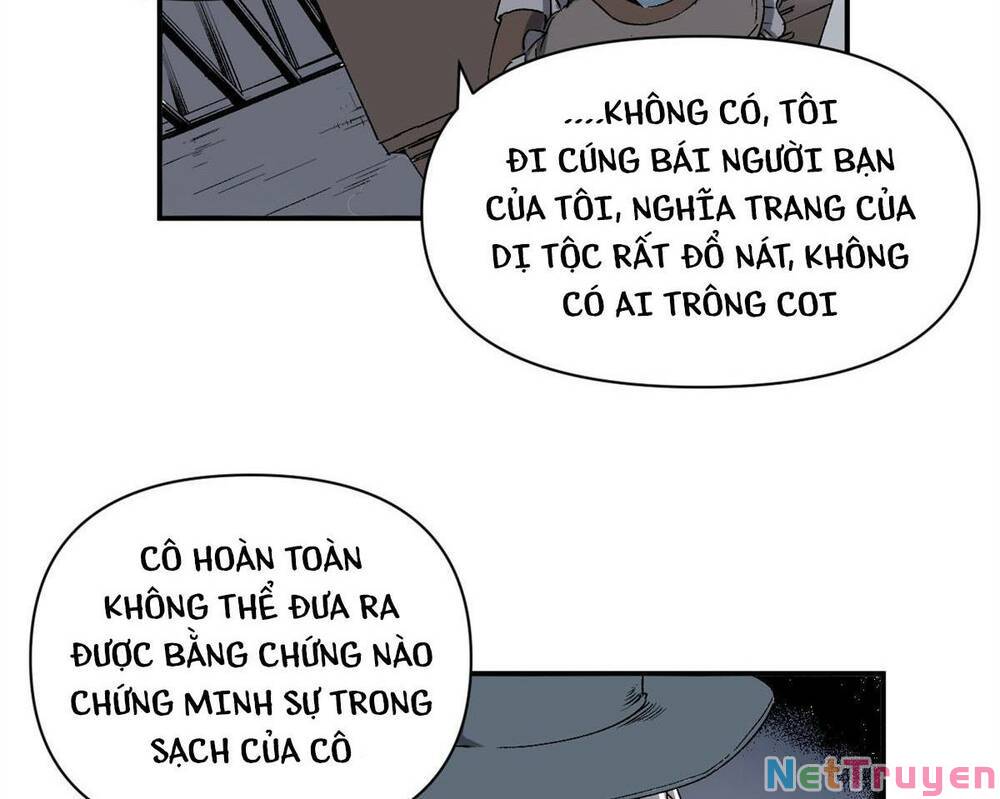 ....KHÔNG CÓ, TÔI
ĐI CÚNG BÁI NGƯỜI BẠN
CỦA TÔI, NGHĨA TRANG CỦA
DỊ TỘC RẤT ĐỔ NÁT, KHÔNG
CÓ AI TRÔNG COI
CÔ HOÀN TOÀN
KHÔNG THỂ ĐƯA RA
ĐƯỢC BẰNG CHỨNG NÀO
CHỨNG MINH SỰ TRONG
SẠCH CỦA CÔ
NetTruyen